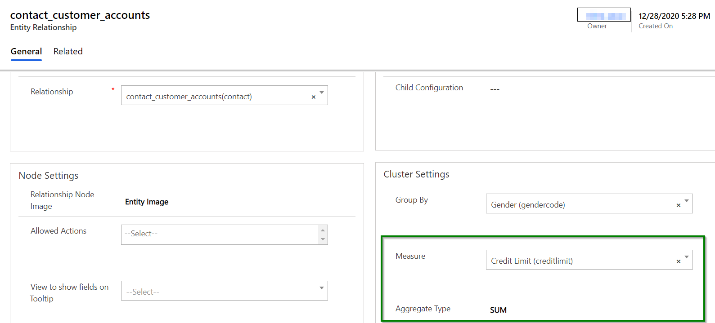 contact_customer_accounts
Entity Relationship
12/28/2020 5:28 PM
Owner
Created On
General Related
Relationship * contact_customer_accounts(contact) ×
Child Configuration ---
Node Settings
Relationship Node Image Entity Image
Allowed Actions --Select--
View to show fields on Tooltip --Select--
Cluster Settings
Group By Gender (gendercode) ×
Measure Credit Limit (creditlimit) ×
Aggregate Type SUM